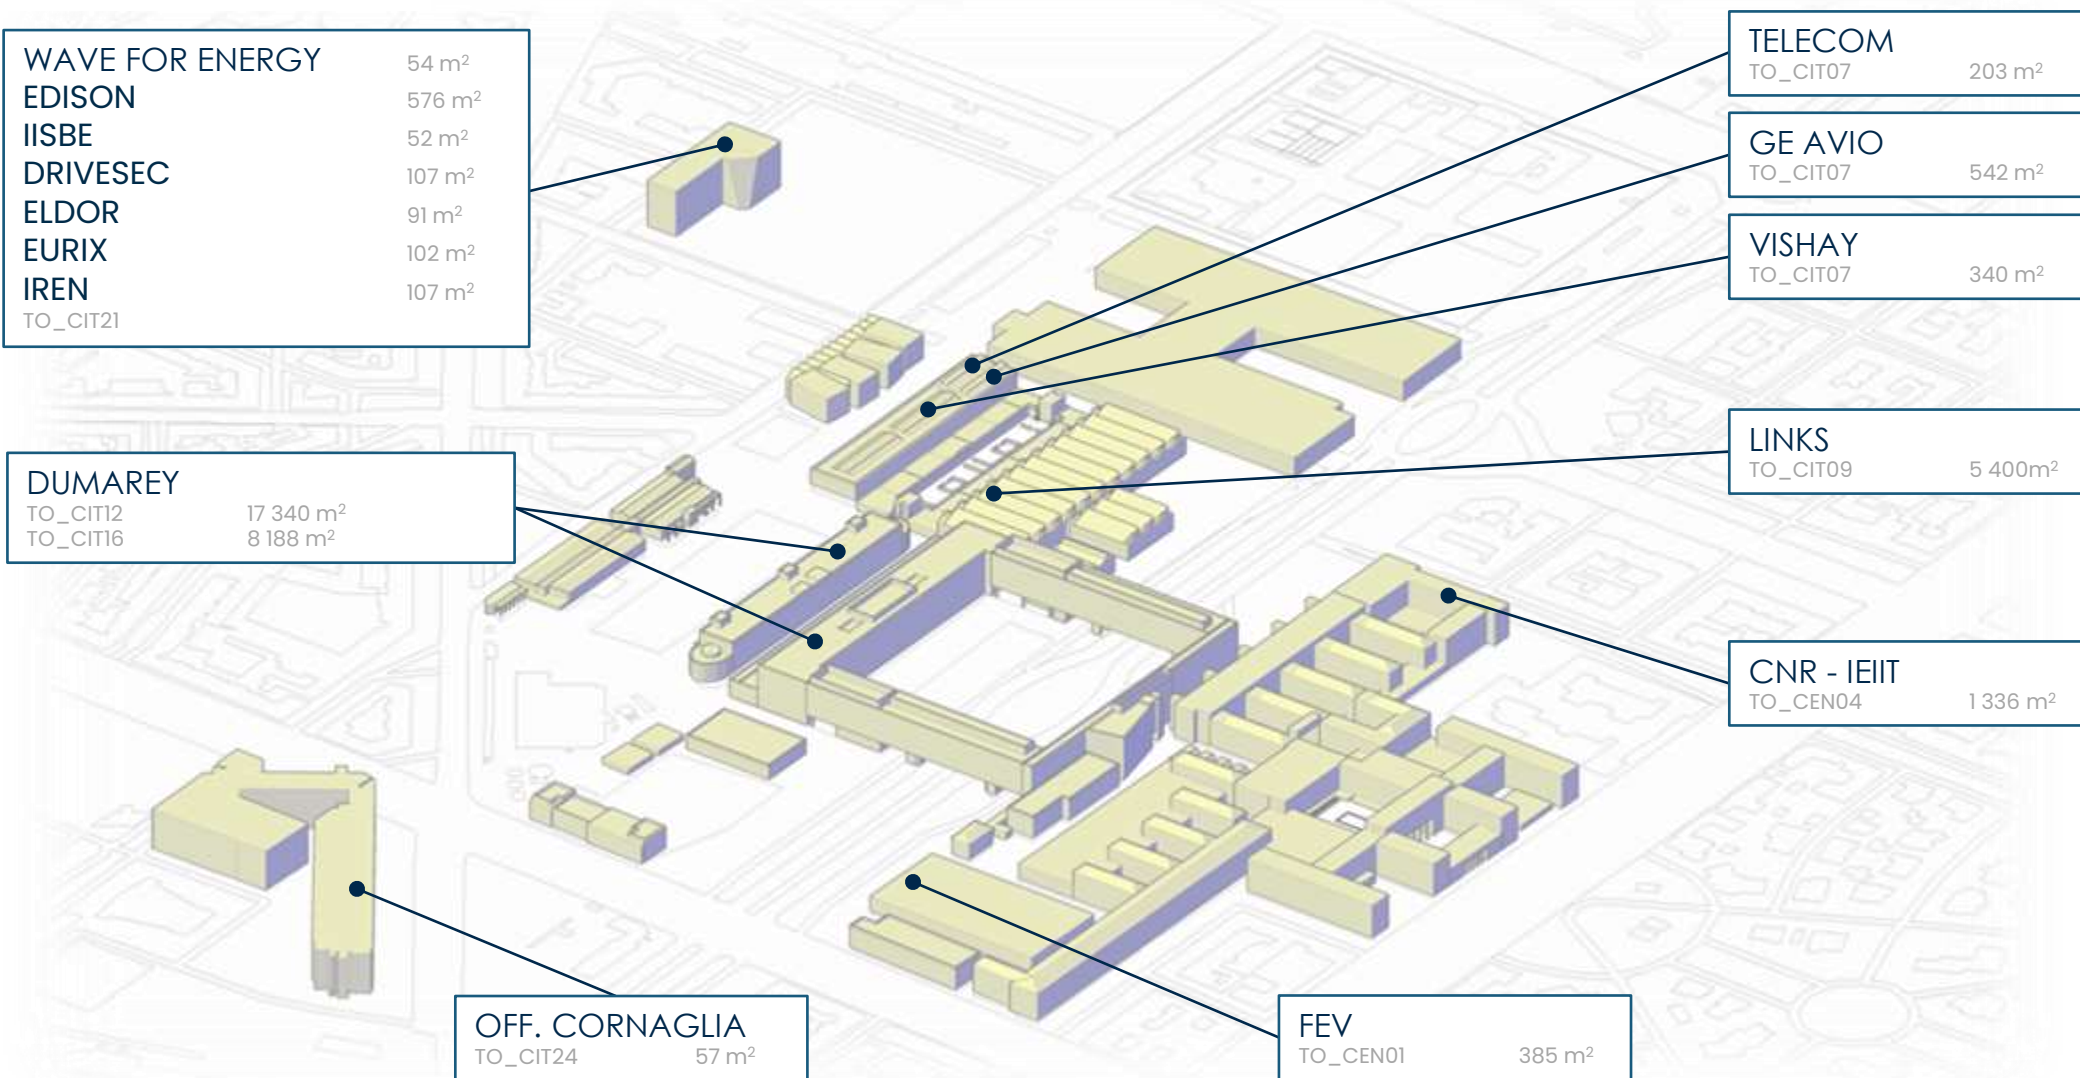 WAVE FOR ENERGY 54 m²
EDISON 576 m²
IISBE 52 m²
DRIVESEC 107 m²
ELDOR 91 m²
EURIX 102 m²
IREN 107 m²
TO_CIT21
TELECOM
TO_CIT07 203 m²
GE AVIO
TO_CIT07 542 m²
VISHAY
TO_CIT07 340 m²
DUMAREY
TO_CIT12 17 340 m²
TO_CIT16 8 188 m²
LINKS
TO_CIT09 5 400m²
CNR - IEIIT
TO_CEN04 1 336 m²
OFF. CORNAGLIA
TO_CIT24 57 m²
FEV
TO_CEN01 385 m²